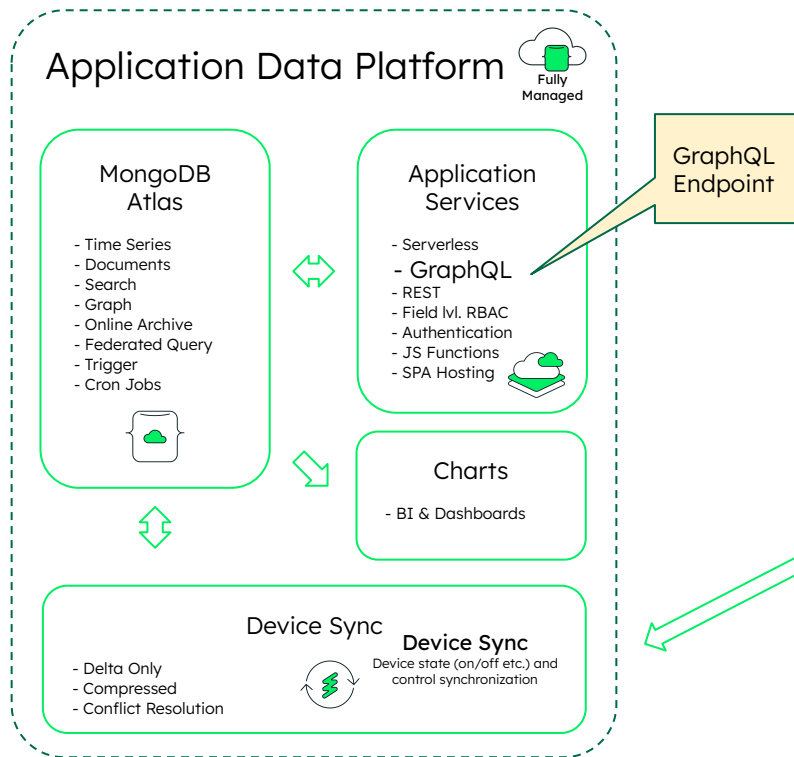 Application Data Platform
Fully
Managed
MongoDB
Atlas
- Time Series
- Documents
- Search
- Graph
- Online Archive
- Federated Query
- Trigger
- Cron Jobs
Application
Services
- Serverless
- GraphQL
- REST
- Field lvl. RBAC
- Authentication
- JS Functions
- SPA Hosting
GraphQL
Endpoint
Charts
- BI & Dashboards
Device Sync
- Delta Only
- Compressed
- Conflict Resolution
Device Sync
Device state (on/off etc.) and
control synchronization